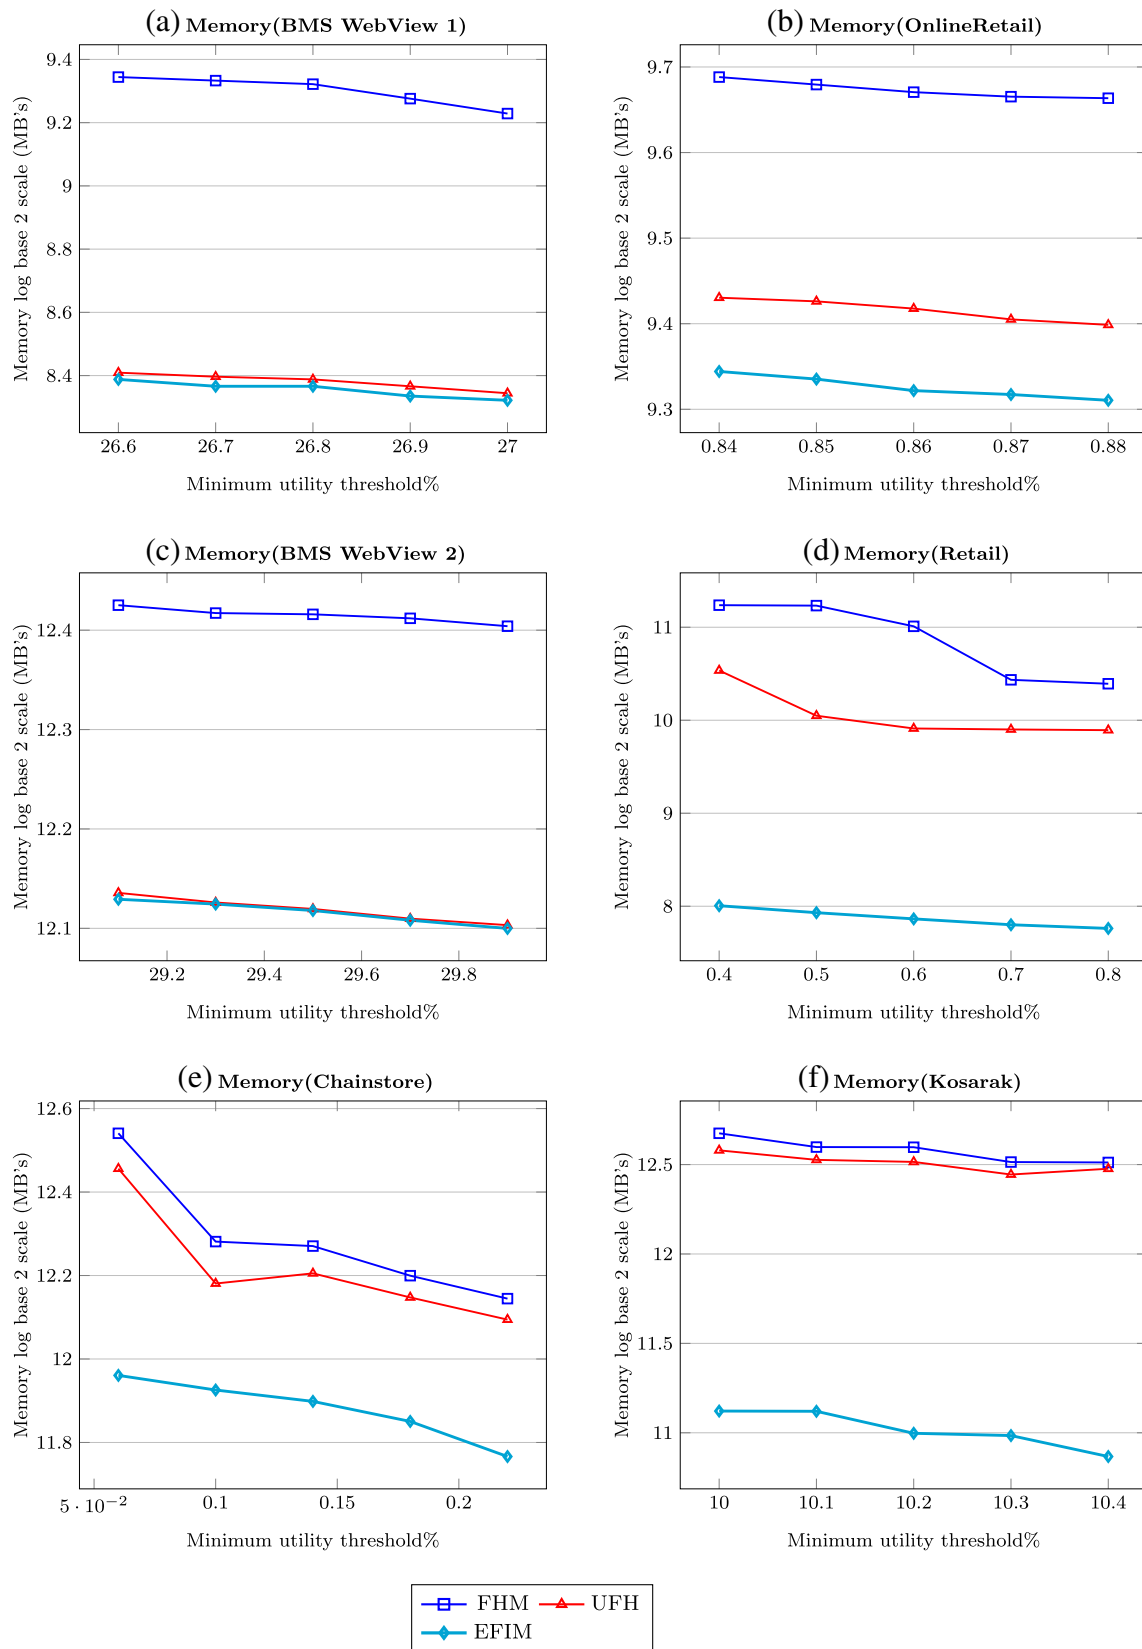 (a) Memory(BMS WebView 1)
9.4
9.2
9
8.8
8.6
8.4
Memory log base 2 scale (MB's)
26.6 26.7 26.8 26.9 27
Minimum utility threshold%
(b) Memory(OnlineRetail)
9.7
9.6
9.5
9.4
9.3
Memory log base 2 scale (MB's)
0.84 0.85 0.86 0.87 0.88
Minimum utility threshold%
(c) Memory(BMS WebView 2)
12.4
12.3
12.2
12.1
Memory log base 2 scale (MB's)
29.2 29.4 29.6 29.8
Minimum utility threshold%
(d) Memory(Retail)
11
10
9
8
Memory log base 2 scale (MB's)
0.4 0.5 0.6 0.7 0.8
Minimum utility threshold%
(e) Memory(Chainstore)
12.6
12.4
12.2
12
11.8
Memory log base 2 scale (MB's)
5 · 10⁻² 0.1 0.15 0.2
Minimum utility threshold%
(f) Memory(Kosarak)
12.5
12
11.5
11
Memory log base 2 scale (MB's)
10 10.1 10.2 10.3 10.4
Minimum utility threshold%
FHM UFH
EFIM